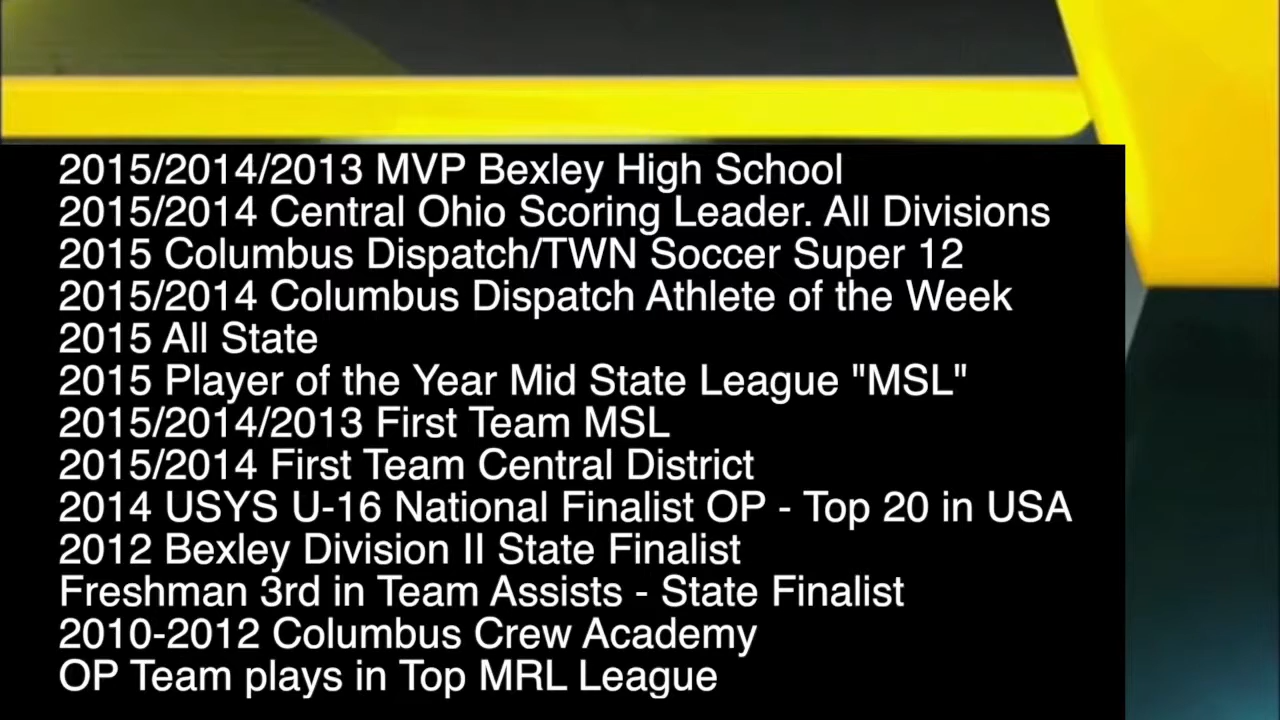 2015/2014/2013 MVP Bexley High School
2015/2014 Central Ohio Scoring Leader. All Divisions
2015 Columbus Dispatch/TWN Soccer Super 12
2015/2014 Columbus Dispatch Athlete of the Week
2015 All State
2015 Player of the Year Mid State League "MSL"
2015/2014/2013 First Team MSL
2015/2014 First Team Central District
2014 USYS U-16 National Finalist OP - Top 20 in USA
2012 Bexley Division II State Finalist
Freshman 3rd in Team Assists - State Finalist
2010-2012 Columbus Crew Academy
OP Team plays in Top MRL League